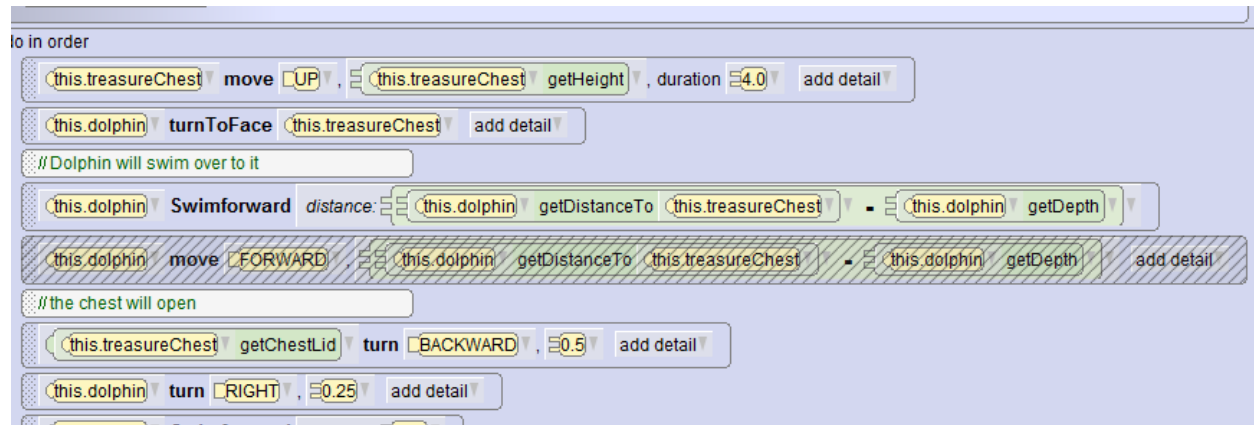 do in order
this.treasureChest move UP , this.treasureChest getHeight , duration 4.0 add detail
this.dolphin turnToFace this.treasureChest add detail
// Dolphin will swim over to it
this.dolphin Swimforward distance: this.dolphin getDistanceTo this.treasureChest - this.dolphin getDepth
this.dolphin move FORWARD , this.dolphin getDistanceTo this.treasureChest - this.dolphin getDepth add detail
// the chest will open
this.treasureChest getChestLid turn BACKWARD , 0.5 add detail
this.dolphin turn RIGHT , 0.25 add detail